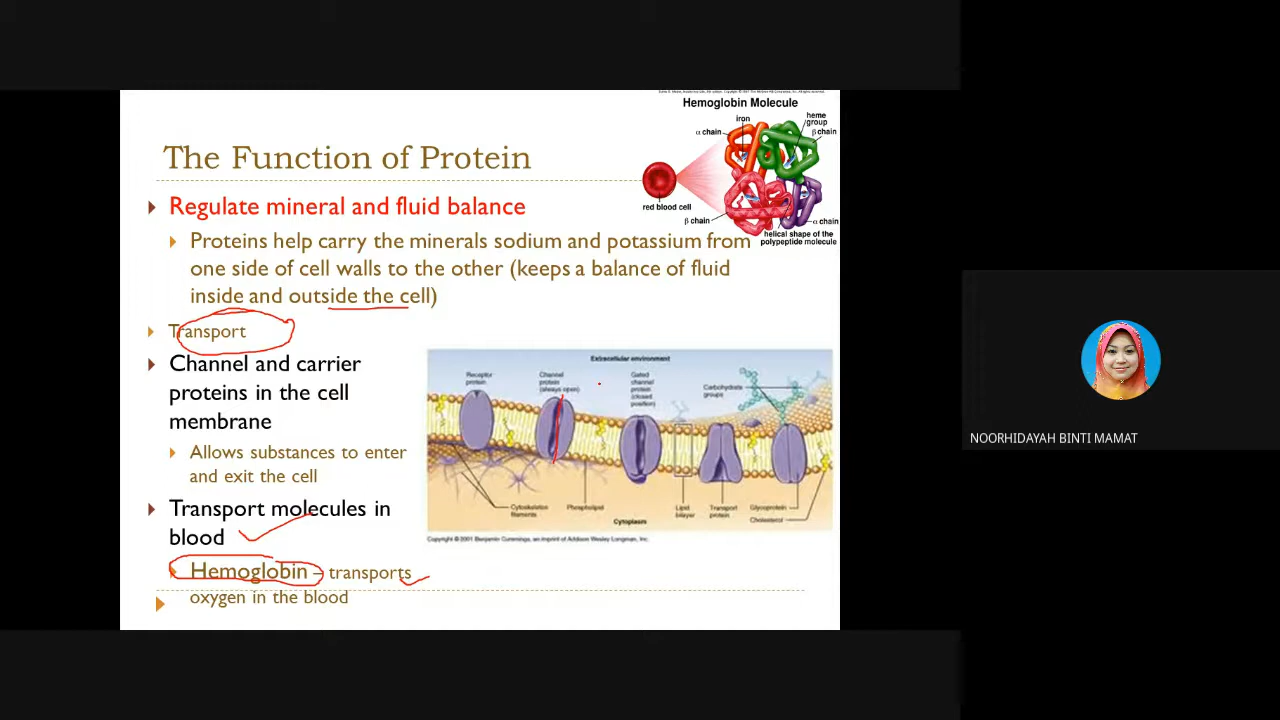 Hemoglobin Molecule
iron
heme
group
α chain
β chain
The Function of Protein
red blood cell
Regulate mineral and fluid balance
β chain
α chain
helical shape of the
polypeptide molecule
Proteins help carry the minerals sodium and potassium from
one side of cell walls to the other (keeps a balance of fluid
inside and outside the cell)
Transport
Channel and carrier
proteins in the cell
membrane
Allows substances to enter
and exit the cell
Transport molecules in
blood
Hemoglobin – transports
oxygen in the blood
Extracellular environment
Receptor
protein
Channel
protein
(always open)
Gated
channel
protein
(closed
position)
Carbohydrate
groups
Cytoskeleton
filaments
Phospholipid
Lipid
bilayer
Transport
protein
Glycoprotein
Cholesterol
Cytoplasm
Copyright © 2001 Benjamin Cummings, an imprint of Addison Wesley Longman, Inc.
NOORHIDAYAH BINTI MAMAT